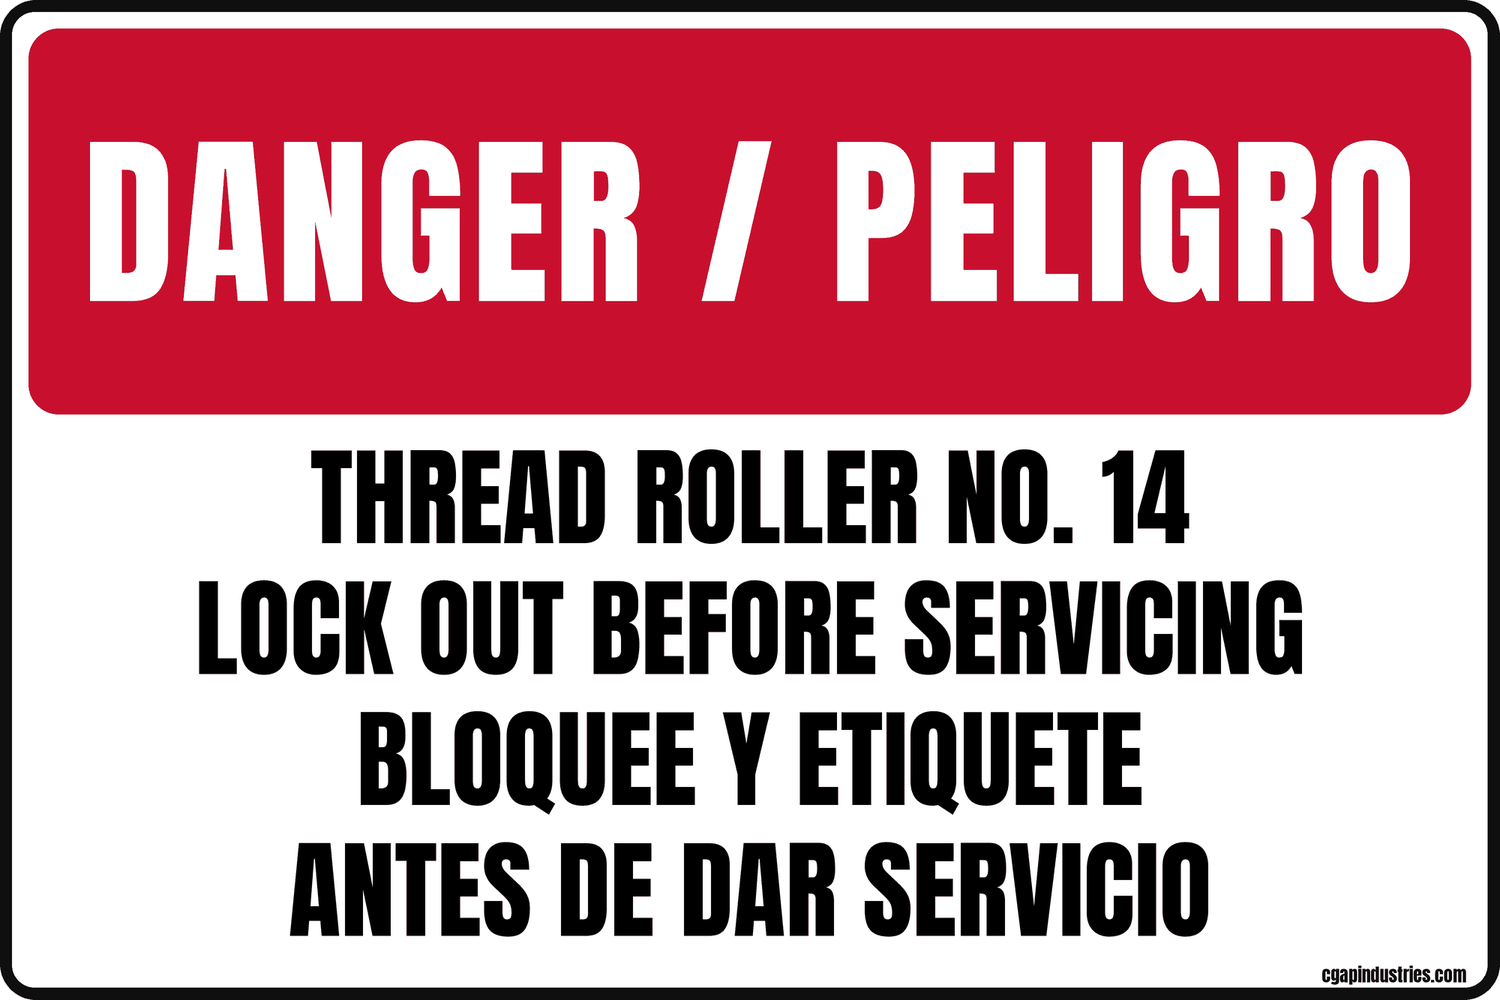 DANGER / PELIGRO
THREAD ROLLER NO. 14
LOCK OUT BEFORE SERVICING
BLOQUEE Y ETIQUETE
ANTES DE DAR SERVICIO
cgapindustries.com